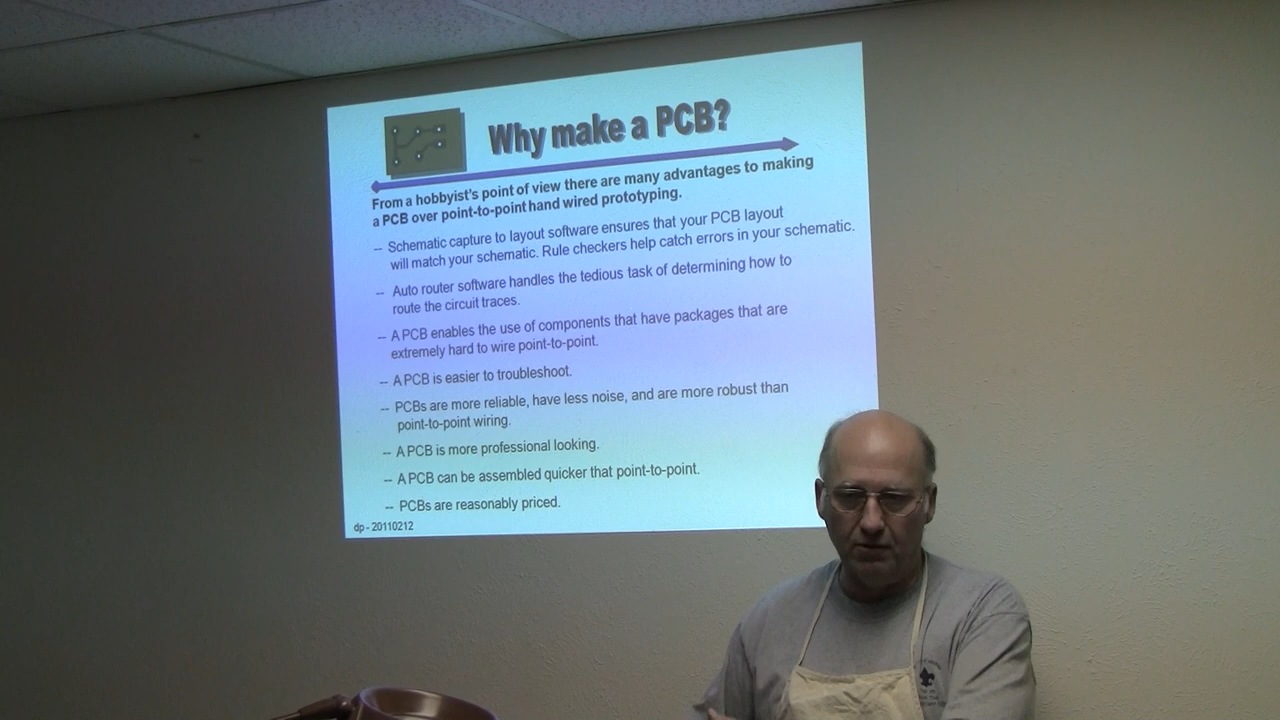 Why make a PCB?
From a hobbyist's point of view there are many advantages to making
a PCB over point-to-point hand wired prototyping.
-- Schematic capture to layout software ensures that your PCB layout
will match your schematic. Rule checkers help catch errors in your schematic.
-- Auto router software handles the tedious task of determining how to
route the circuit traces.
-- A PCB enables the use of components that have packages that are
extremely hard to wire point-to-point.
-- A PCB is easier to troubleshoot.
-- PCBs are more reliable, have less noise, and are more robust than
point-to-point wiring.
-- A PCB is more professional looking.
-- A PCB can be assembled quicker that point-to-point.
-- PCBs are reasonably priced.
dp - 20110212